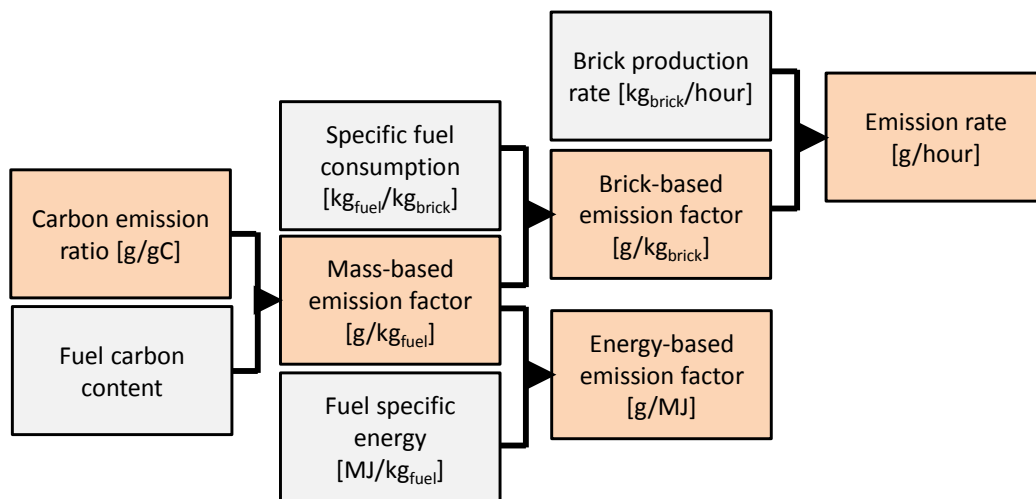 Carbon emission
ratio [g/gC]
Fuel carbon
content
Specific fuel
consumption
[kgfuel/kgbrick]
Mass-based
emission factor
[g/kgfuel]
Fuel specific
energy
[MJ/kgfuel]
Brick production
rate [kgbrick/hour]
Brick-based
emission factor
[g/kgbrick]
Energy-based
emission factor
[g/MJ]
Emission rate
[g/hour]